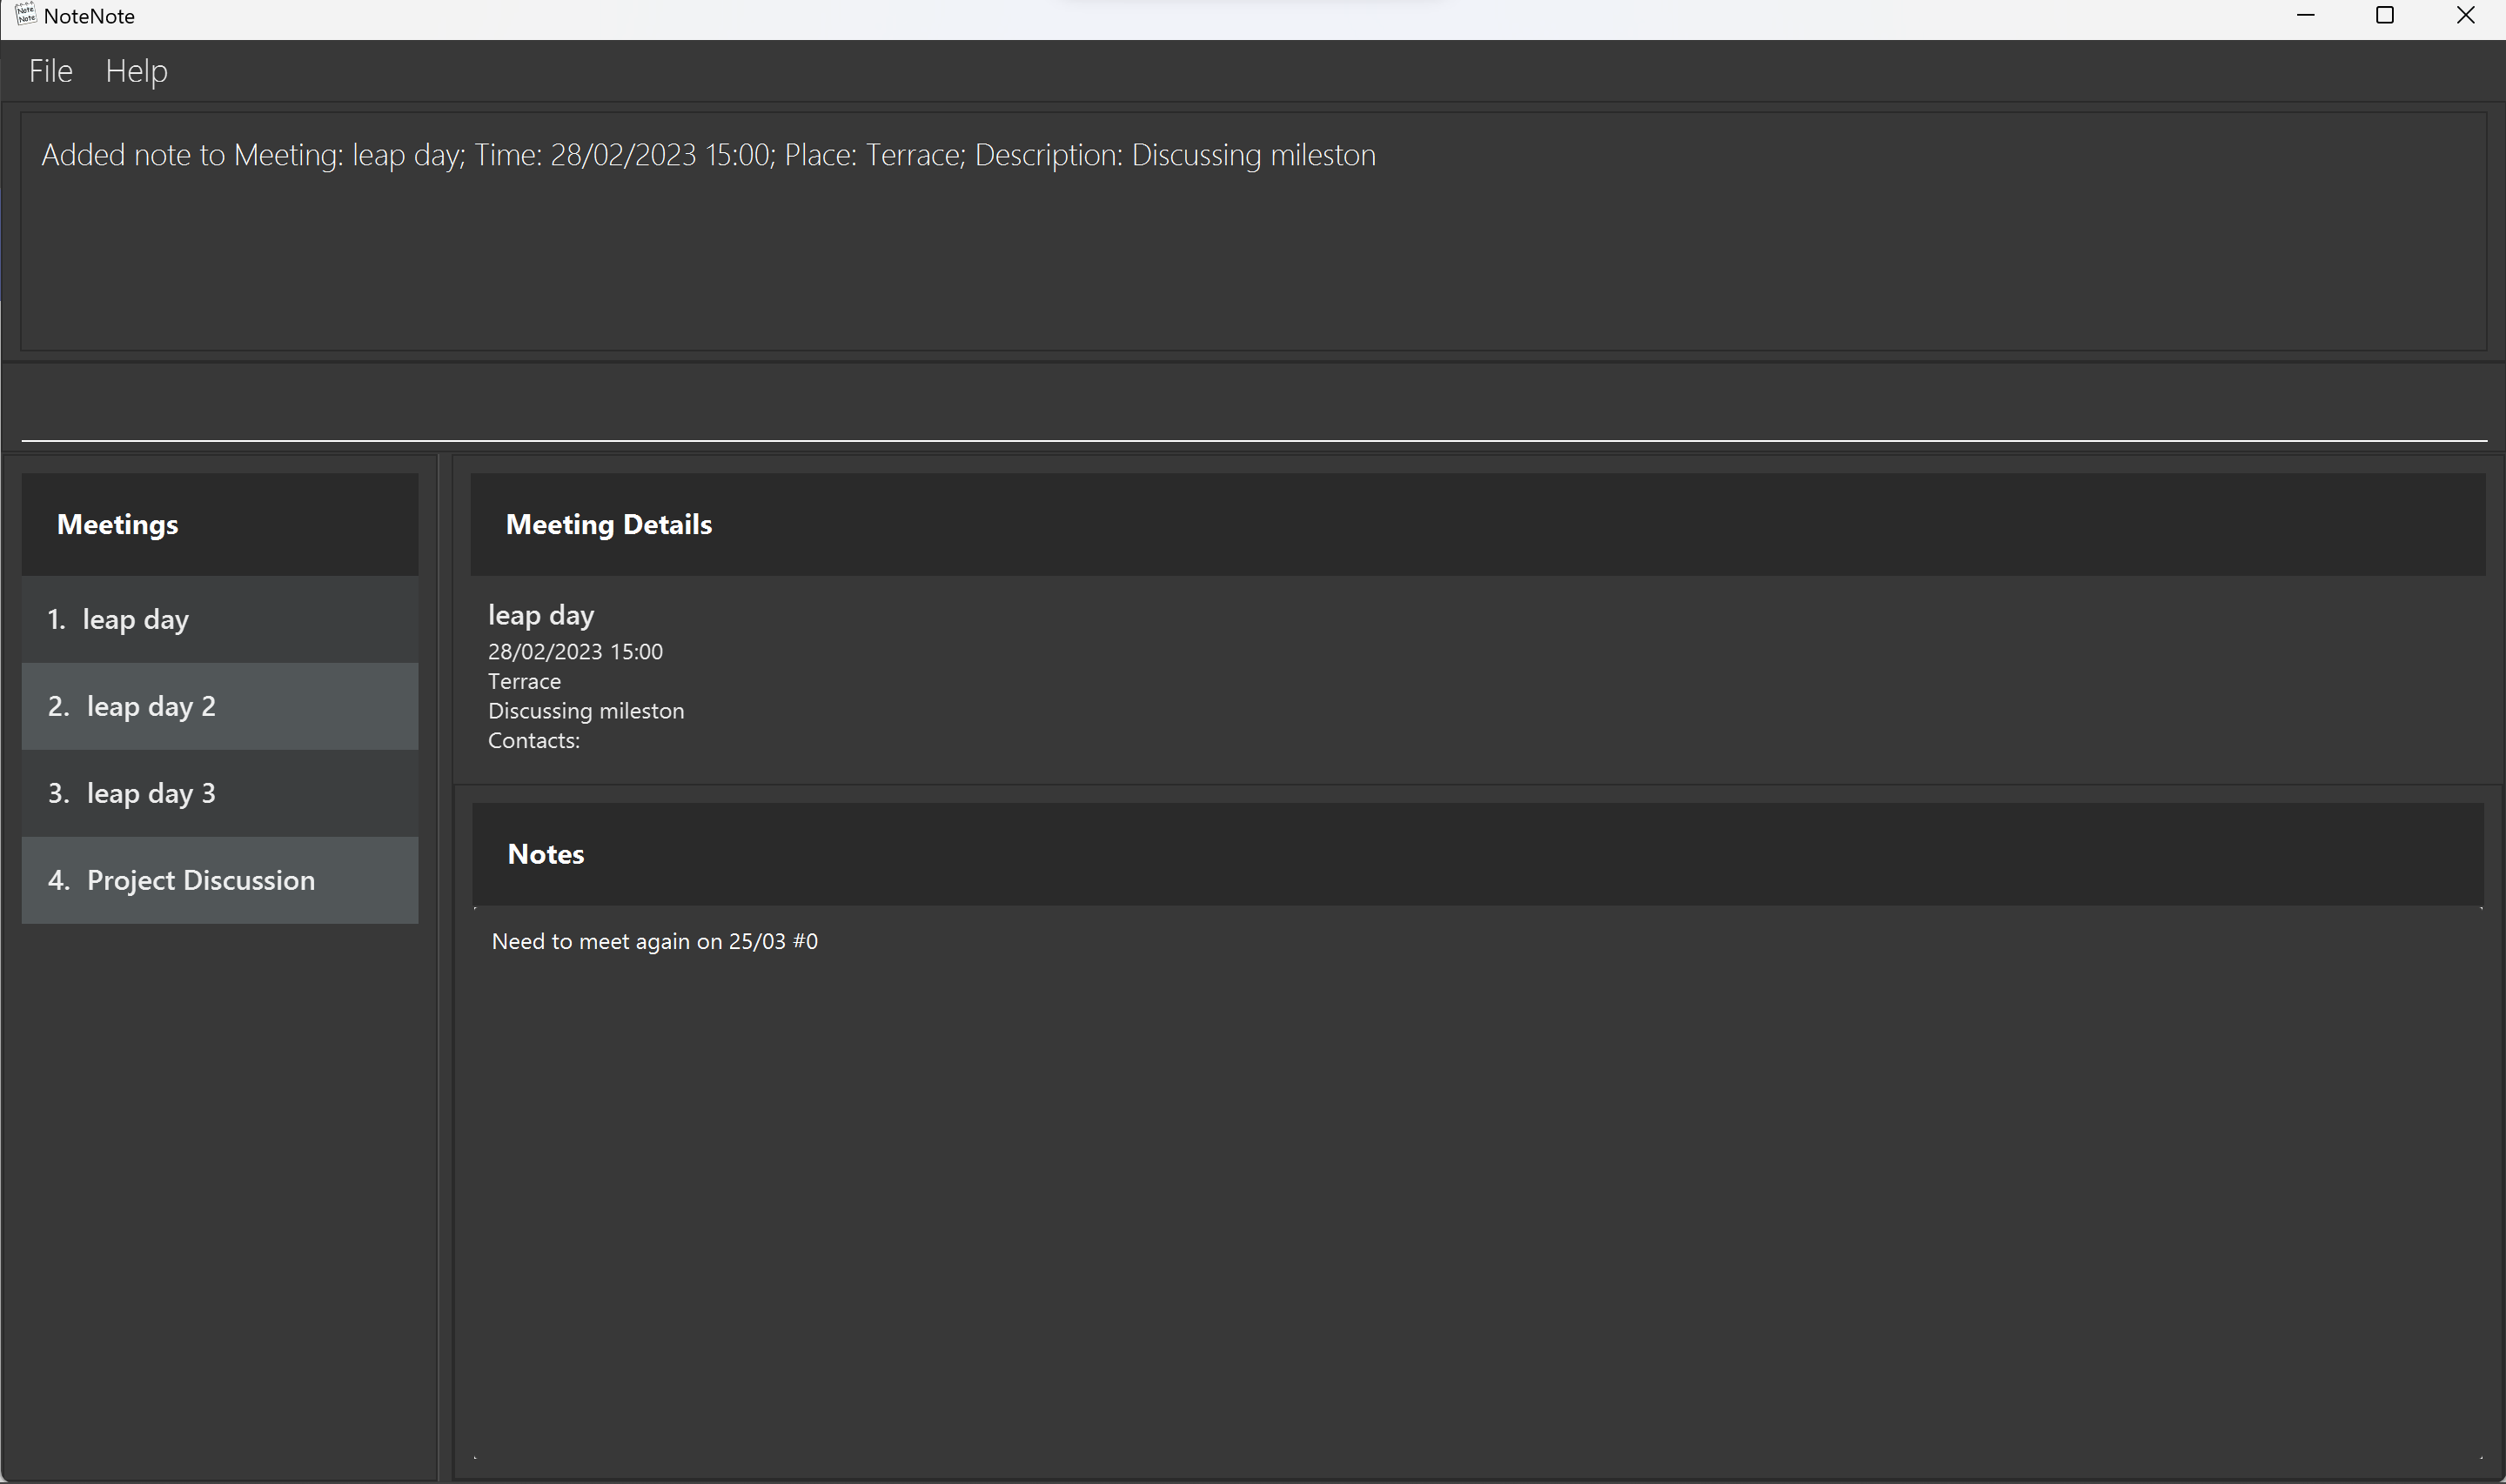 Note
Note
NoteNote
File Help
Added note to Meeting: leap day; Time: 28/02/2023 15:00; Place: Terrace; Description: Discussing mileston
Meetings
1. leap day
2. leap day 2
3. leap day 3
4. Project Discussion
Meeting Details
leap day
28/02/2023 15:00
Terrace
Discussing mileston
Contacts:
Notes
Need to meet again on 25/03 #0